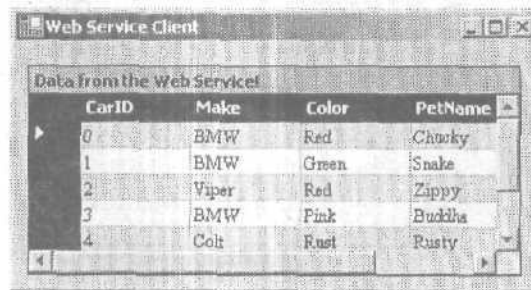 Web Service Client
Data from the Web Service!
CarID Make Color PetName
0 BMW Red Chucky
1 BMW Green Snake
2 Viper Red Zippy
3 BMW Pink Buddha
4 Colt Rust Rusty